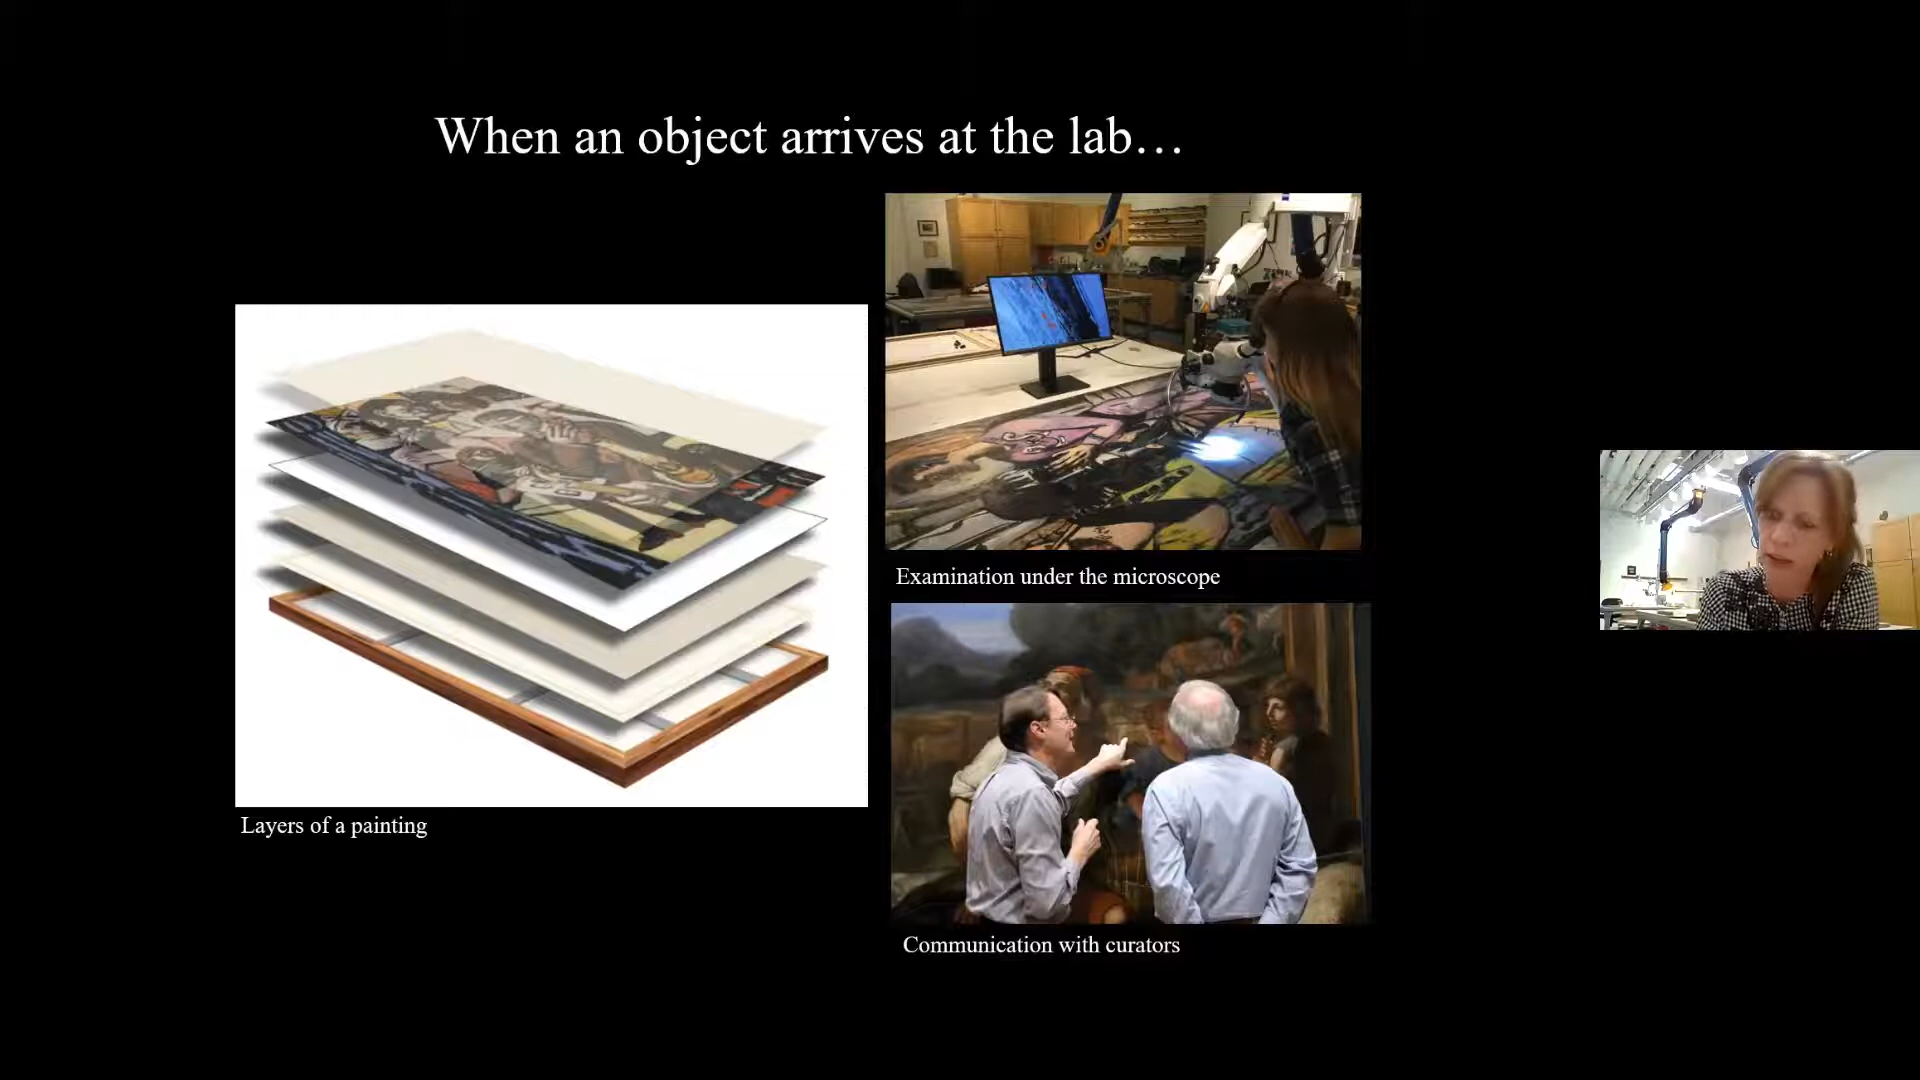 When an object arrives at the lab…
Examination under the microscope
Layers of a painting
Communication with curators